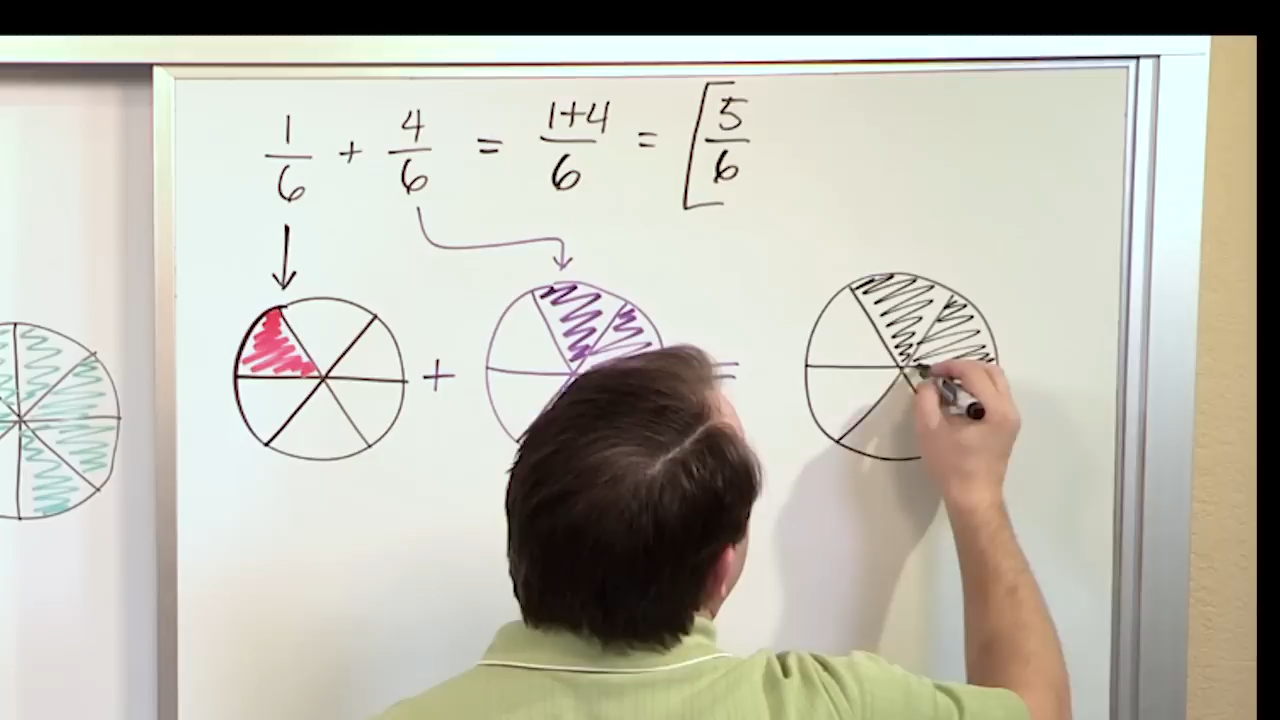 1/6 + 4/6 = 1+4/6 = [5/6
+ =